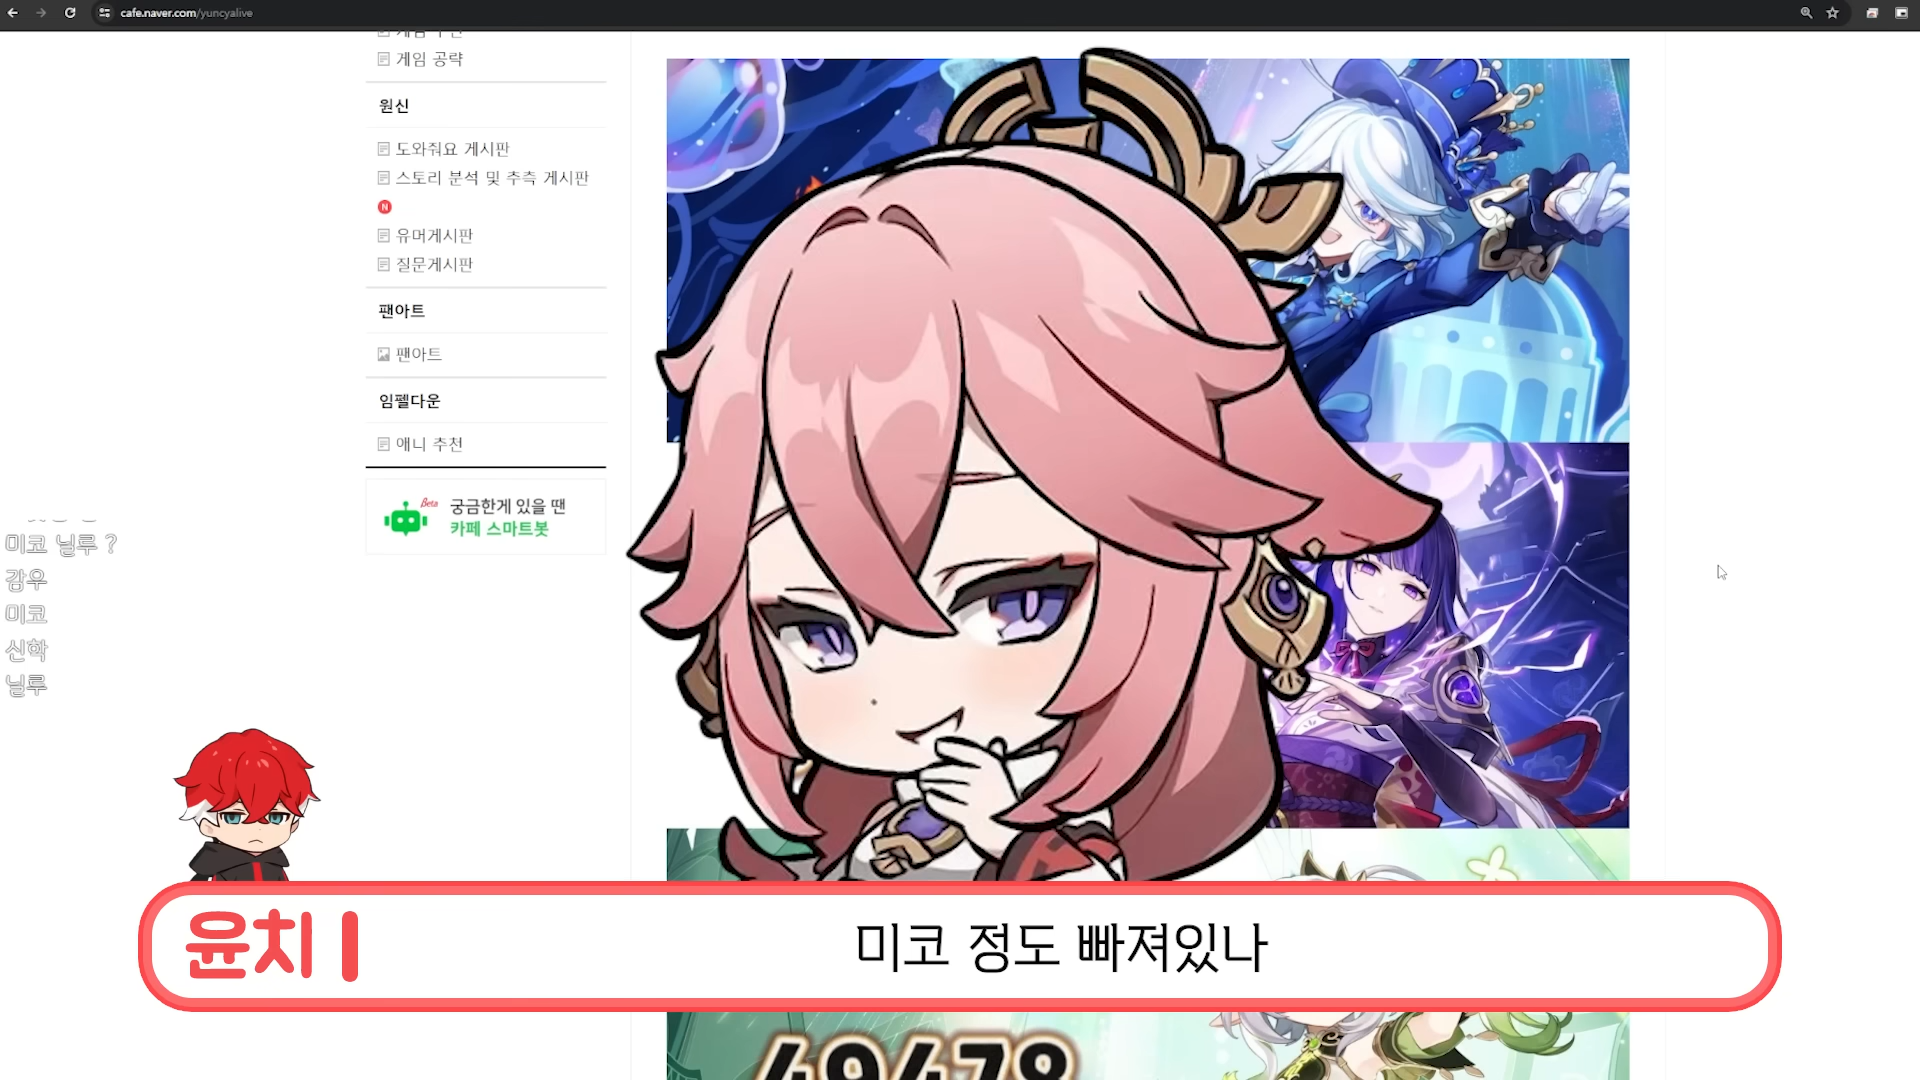 cafe.naver.com/yuncyalive
게임 공략
원신
도와줘요 게시판
스토리 분석 및 추측 게시판
N
유머게시판
질문게시판
팬아트
팬아트
임펠다운
애니 추천
Beta
궁금한게 있을 땐
카페 스마트봇
미코 닐루 ?
감우
미코
신학
닐루
윤치
미코 정도 빠져있나